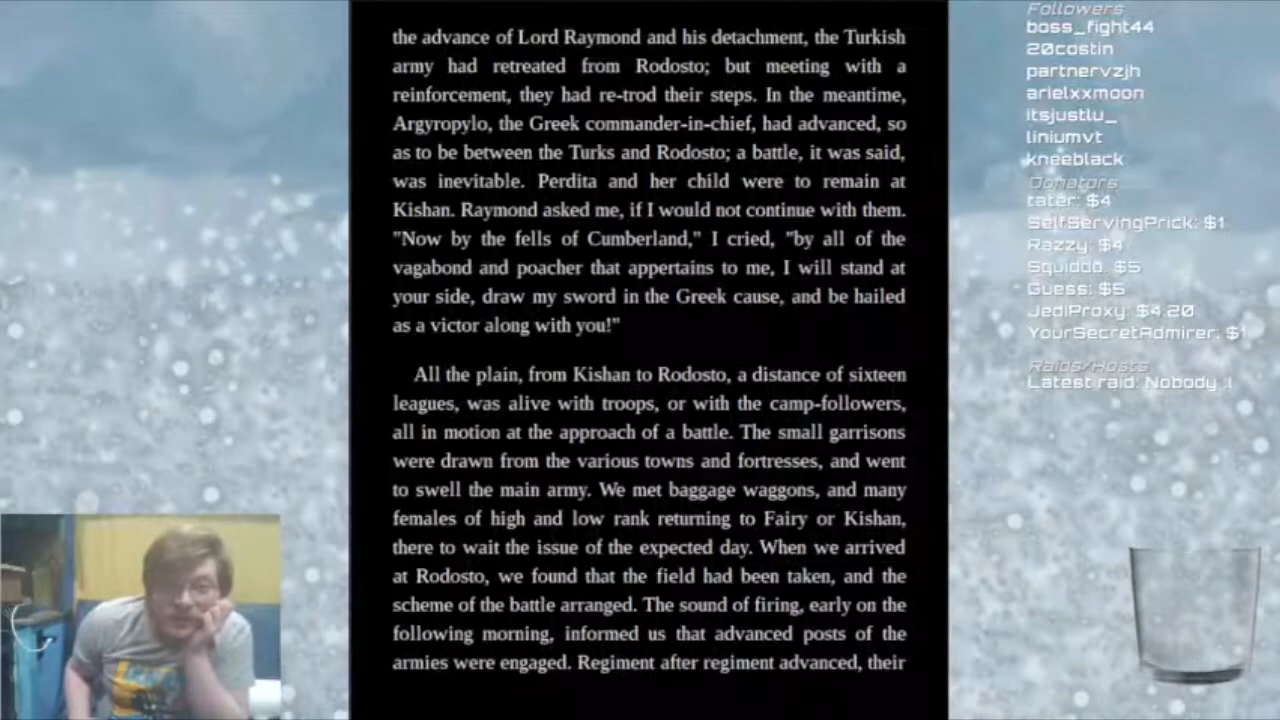 the advance of Lord Raymond and his detachment, the Turkish
army had retreated from Rodosto; but meeting with a
reinforcement, they had re-trod their steps. In the meantime,
Argyropylo, the Greek commander-in-chief, had advanced, so
as to be between the Turks and Rodosto; a battle, it was said,
was inevitable. Perdita and her child were to remain at
Kishan. Raymond asked me, if I would not continue with them.
"Now by the fells of Cumberland," I cried, "by all of the
vagabond and poacher that appertains to me, I will stand at
your side, draw my sword in the Greek cause, and be hailed
as a victor along with you!"
All the plain, from Kishan to Rodosto, a distance of sixteen
leagues, was alive with troops, or with the camp-followers,
all in motion at the approach of a battle. The small garrisons
were drawn from the various towns and fortresses, and went
to swell the main army. We met baggage waggons, and many
females of high and low rank returning to Fairy or Kishan,
there to wait the issue of the expected day. When we arrived
at Rodosto, we found that the field had been taken, and the
scheme of the battle arranged. The sound of firing, early on the
following morning, informed us that advanced posts of the
armies were engaged. Regiment after regiment advanced, their
Followers
boss_fight44
20costin
partnervzjh
arielxxmoon
itsjustlu_
liniumvt
kneeblack
Donators
tater: $4
SelfServingPrick: $1
Razzy: $4
Squidoo: $5
Guess: $5
JediProxy: $4.20
YourSecretAdmirer: $1
Raids/Hosts
Latest raid: Nobody :(